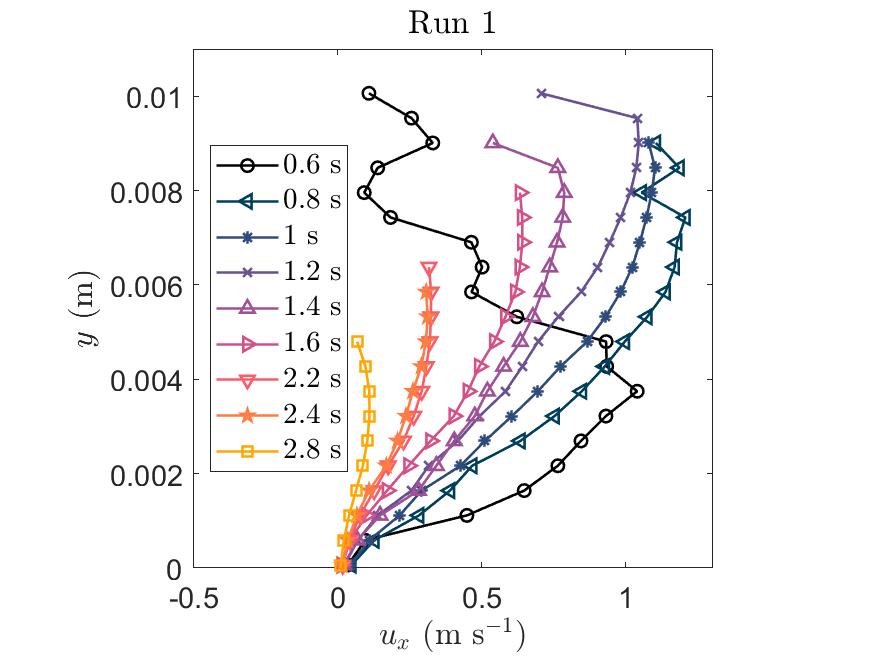 Run 1
0.01
0.008
0.006
0.004
0.002
0
y (m)
0.6 s
0.8 s
1 s
1.2 s
1.4 s
1.6 s
2.2 s
2.4 s
2.8 s
-0.5 0 0.5 1
uₓ (m s⁻¹)